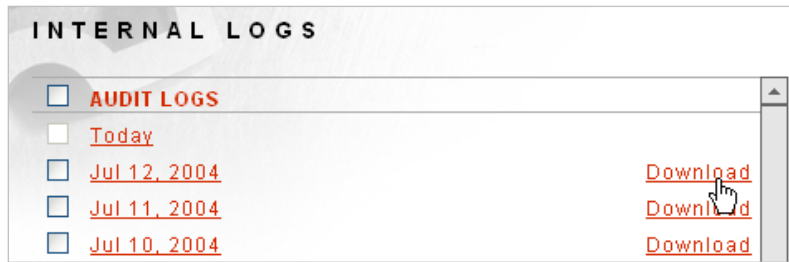 INTERNAL LOGS
AUDIT LOGS
Today
Jul 12, 2004 Download
Jul 11, 2004 Download
Jul 10, 2004 Download